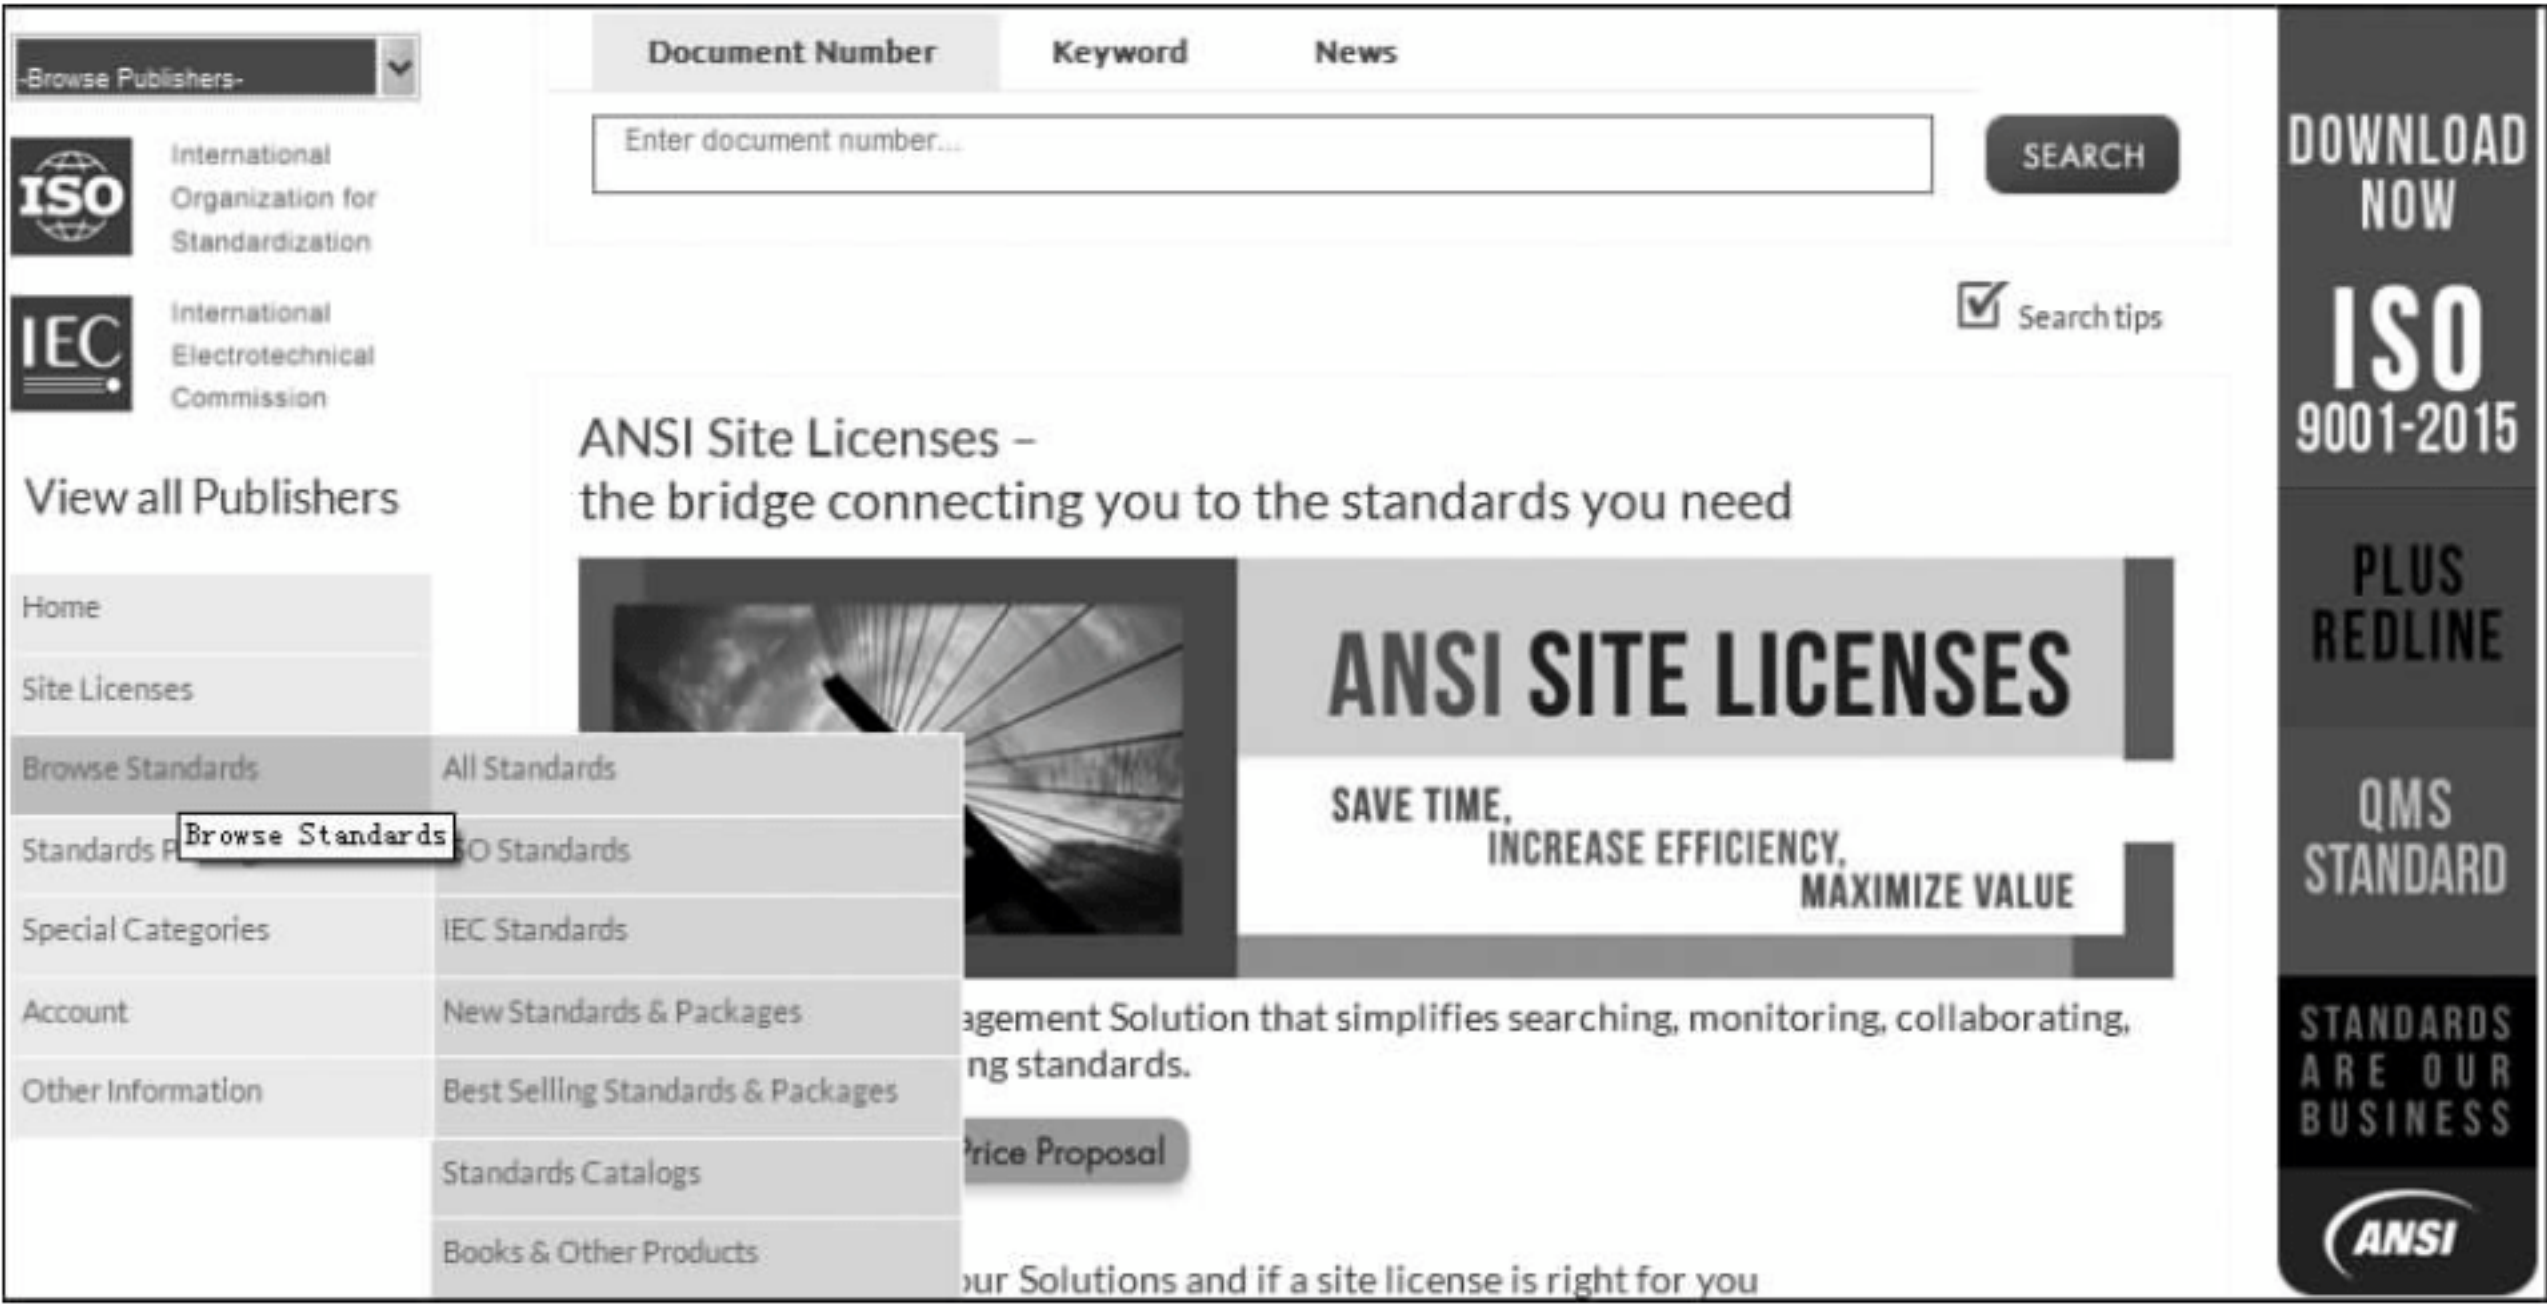 -Browse Publishers-
Document Number
Keyword
News
Enter document number...
SEARCH
Search tips
ISO
International
Organization for
Standardization
IEC
International
Electrotechnical
Commission
View all Publishers
Home
Site Licenses
Browse Standards
Standards
Special Categories
Account
Other Information
Browse Standards
All Standards
Standards
IEC Standards
New Standards & Packages
Best Selling Standards & Packages
Standards Catalogs
Books & Other Products
ANSI Site Licenses –
the bridge connecting you to the standards you need
ANSI SITE LICENSES
SAVE TIME,
INCREASE EFFICIENCY,
MAXIMIZE VALUE
Solution that simplifies searching, monitoring, collaborating,
standards.
Price Proposal
Solutions and if a site license is right for you
DOWNLOAD
NOW
ISO
9001-2015
PLUS
REDLINE
QMS
STANDARD
STANDARDS
ARE OUR
BUSINESS
ANSI